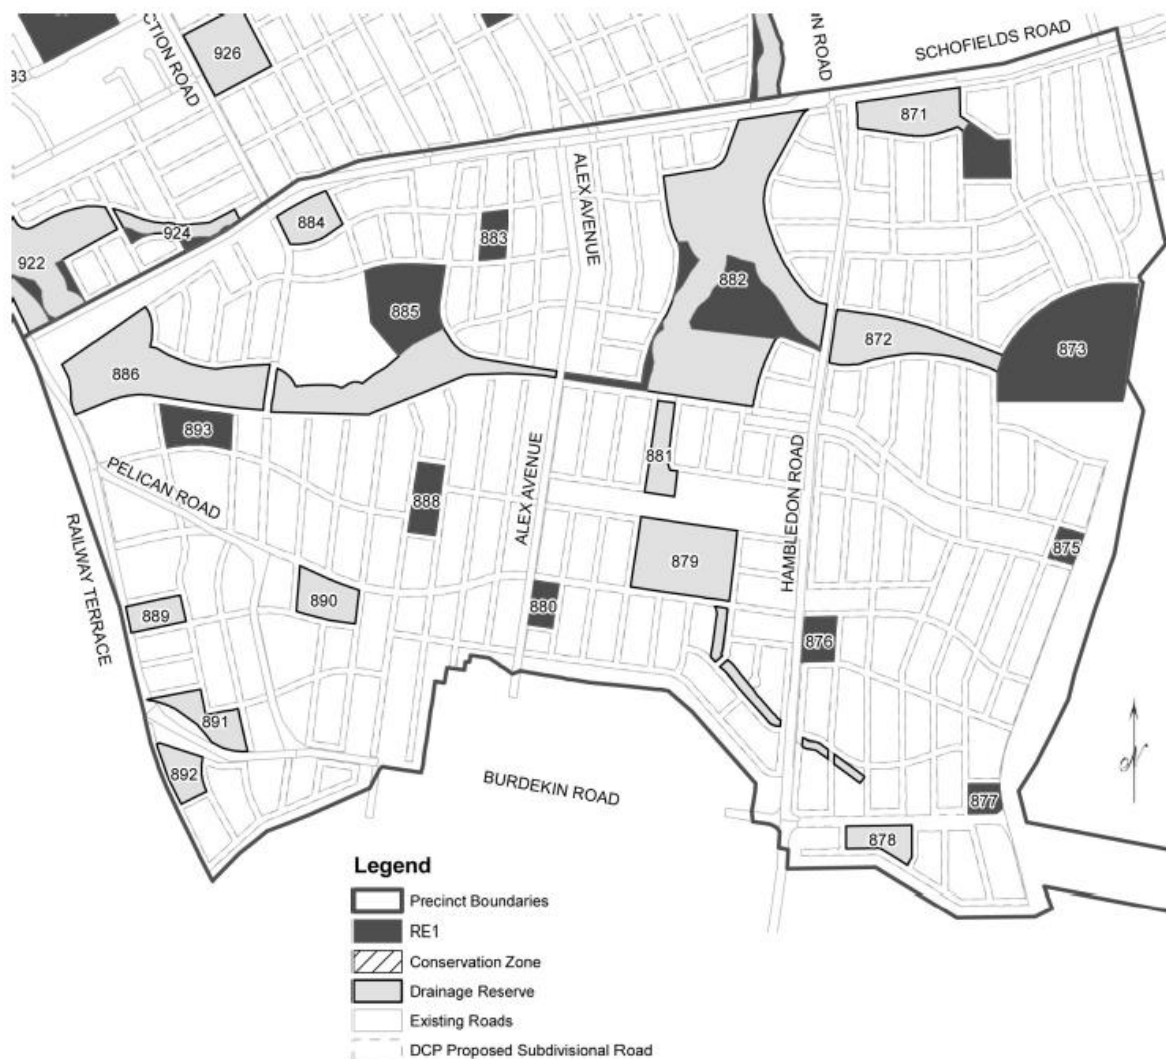 SCHOFIELDS ROAD
N ROAD
CTION ROAD
926
83
871
ALEX AVENUE
884
924
883
922
882
885
872
873
886
881
893
ALEX AVENUE
HAMBLEDON ROAD
PELICAN ROAD
888
875
879
RAILWAY TERRACE
890
880
889
876
891
N
892
BURDEKIN ROAD
877
878
Legend
Precinct Boundaries
RE1
Conservation Zone
Drainage Reserve
Existing Roads
DCP Proposed Subdivisional Road